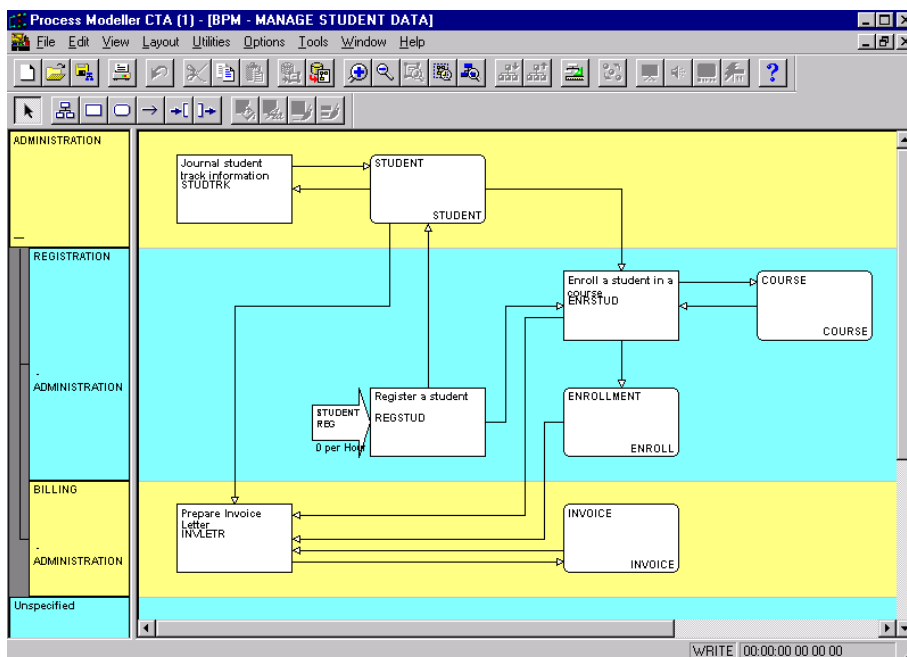 Process Modeller CTA (1) - [BPM - MANAGE STUDENT DATA]
File Edit View Layout Utilities Options Tools Window Help
ADMINISTRATION
Journal student
track information
STUDTRK
STUDENT
STUDENT
REGISTRATION
Enroll a student in a
course
ENRSTUD
COURSE
COURSE
- ADMINISTRATION
STUDENT
REG
0 per Hour
Register a student
REGSTUD
ENROLLMENT
ENROLL
BILLING
Prepare Invoice
Letter
INVLETR
INVOICE
INVOICE
- ADMINISTRATION
Unspecified
WRITE 00:00:00 00 00 00